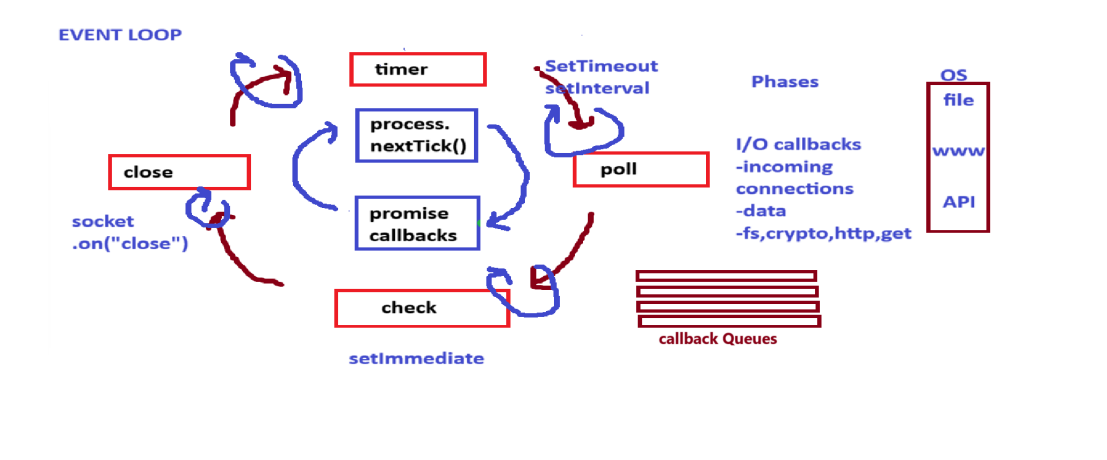 EVENT LOOP
timer
SetTimeout
setInterval
Phases
OS
file
www
API
process.
nextTick()
I/O callbacks
-incoming
connections
-data
-fs,crypto,http,get
close
poll
socket
.on("close")
promise
callbacks
check
setImmediate
callback Queues